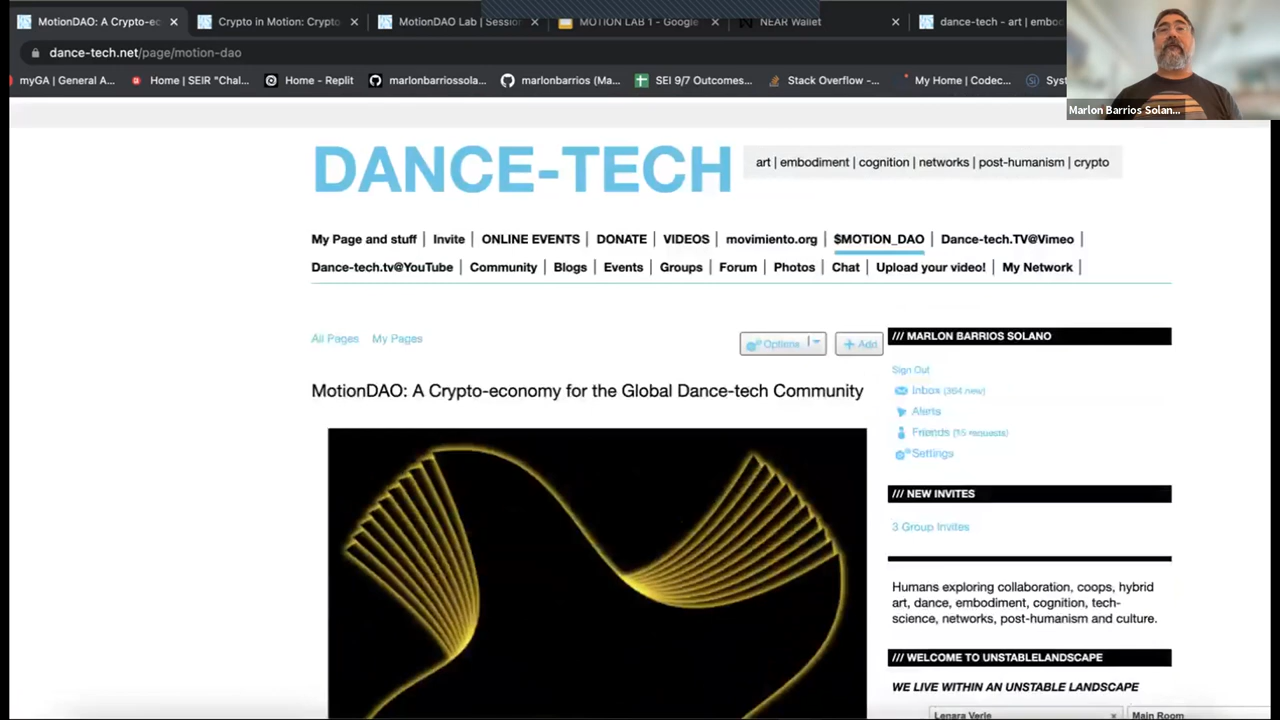 MotionDAO: A Crypto-ec
Crypto in Motion: Crypto
MotionDAO Lab | Session
MOTION LAB 1 - Google
NEAR Wallet
dance-tech - art | embod
dance-tech.net/page/motion-dao
myGA | General A...
Home | SEIR "Chal...
Home - Replit
marlonbarriossola...
marlonbarrios (Ma...
SEI 9/7 Outcomes...
Stack Overflow -...
My Home | Codec...
Sys
Marlon Barrios Solan...
DANCE-TECH
art | embodiment | cognition | networks | post-humanism | crypto
My Page and stuff | Invite | ONLINE EVENTS | DONATE | VIDEOS | movimiento.org | $MOTION_DAO | Dance-tech.TV@Vimeo |
Dance-tech.tv@YouTube | Community | Blogs | Events | Groups | Forum | Photos | Chat | Upload your video! | My Network |
All Pages My Pages
Options
Add
/// MARLON BARRIOS SOLANO
Sign Out
Inbox (364 new)
Alerts
Friends (15 requests)
Settings
MotionDAO: A Crypto-economy for the Global Dance-tech Community
/// NEW INVITES
3 Group Invites
Humans exploring collaboration, coops, hybrid
art, dance, embodiment, cognition, tech-
science, networks, post-humanism and culture.
/// WELCOME TO UNSTABLELANDSCAPE
WE LIVE WITHIN AN UNSTABLE LANDSCAPE
Lenara Verle
Main Room